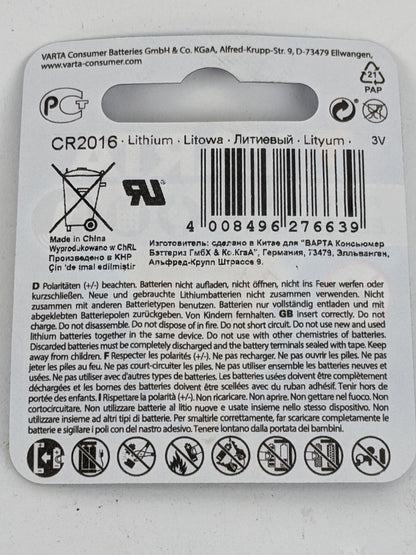 VARTA Consumer Batteries GmbH & Co. KGaA, Alfred-Krupp-Str. 9, D-73479 Ellwangen,
www.varta-consumer.com
21
PAP
CR2016 · Lithium · Litowa · Литиевый · Lityum · 3V
4 008496 276639
Made in China
Wyprodukowano w ChRL
Произведено в КНР
Çin 'de imal edilmiştir
Изготовитель: сделано в Китае для "ВАРТА Консьюмер
Бэттериз ГмбХ & Ко. КгаА", Германия, 73479, Эльванген,
Альфред-Крупп Штрассе 9.
D Polaritäten (+/-) beachten. Batterien nicht aufladen, nicht öffnen, nicht ins Feuer werfen oder
kurzschließen. Neue und gebrauchte Lithiumbatterien nicht zusammen verwenden. Nicht
zusammen mit anderen Batterietypen benutzen. Batterien nur vollständig entladen und mit
abgeklebten Batteriepolen zurückgeben. Von Kindern fernhalten. GB Insert correctly. Do not
charge. Do not disassemble. Do not dispose of in fire. Do not short circuit. Do not use new and used
lithium batteries together in the same device. Do not use with other chemistries of batteries.
Discarded batteries must be completely discharged and the battery terminals sealed with tape. Keep
away from children. F Respecter les polarités (+/-). Ne pas recharger. Ne pas ouvrir les piles. Ne pas
jeter les piles au feu. Ne pas court-circuiter les piles. Ne pas utiliser ensemble les batteries neuves et
usées. Ne pas utiliser avec d'autres types de batteries. Les batteries usées doivent être complètement
déchargées et les bornes des batteries doivent être scellées avec du ruban adhésif. Tenir hors de
portée des enfants. I Rispettare la polarità (+/-). Non ricaricare. Non aprire. Non gettare nel fuoco. Non
cortocircuitare. Non utilizzare batterie al litio nuove e usate insieme nello stesso dispositivo. Non
utilizzare insieme ad altri tipi di batterie. Per smaltirle correttamente, far scaricare completamente le
batterie e sigillare i poli con del nastro adesivo. Tenere lontano dalla portata dei bambini.